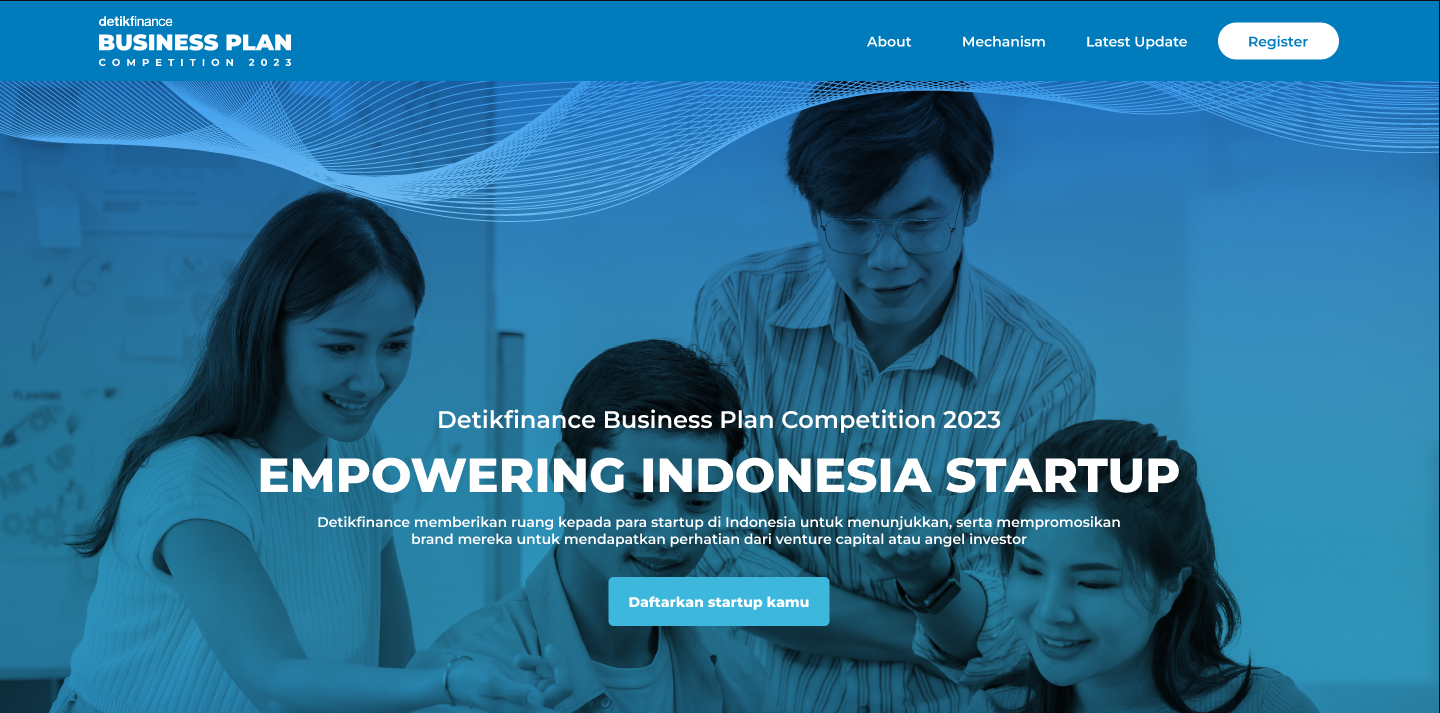 detikfinance
BUSINESS PLAN
COMPETITION 2023
About
Mechanism
Latest Update
Register
PLANNING
Detikfinance Business Plan Competition 2023
EMPOWERING INDONESIA STARTUP
Detikfinance memberikan ruang kepada para startup di Indonesia untuk menunjukkan, serta mempromosikan
brand mereka untuk mendapatkan perhatian dari venture capital atau angel investor
Daftarkan startup kamu